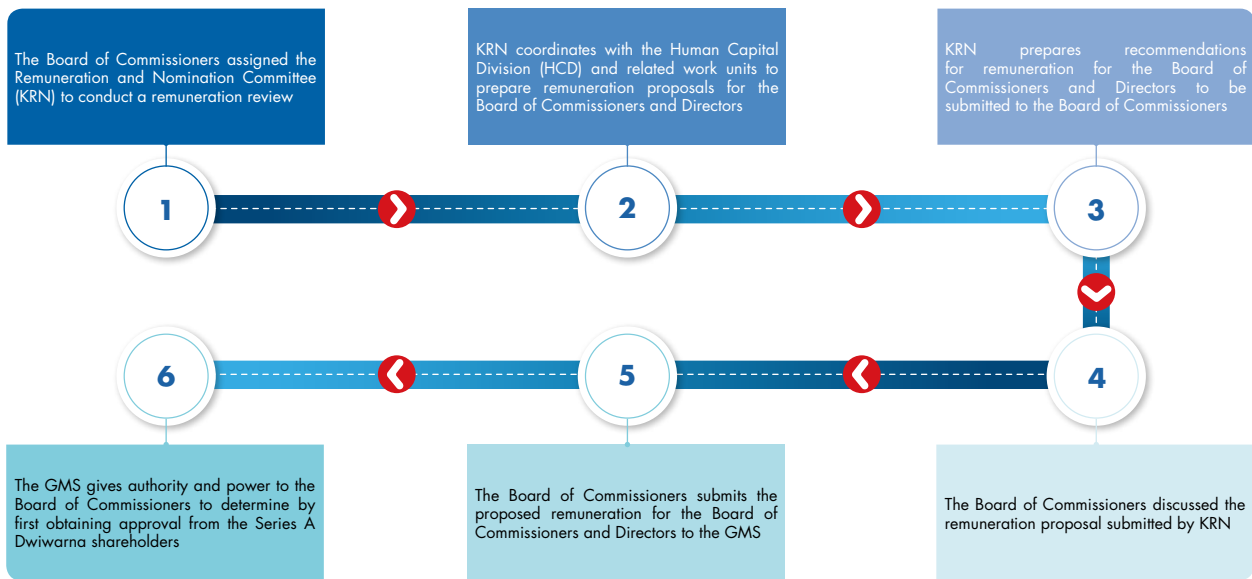 The Board of Commissioners assigned the
Remuneration and Nomination Committee
(KRN) to conduct a remuneration review
1
KRN coordinates with the Human Capital
Division (HCD) and related work units to
prepare remuneration proposals for the
Board of Commissioners and Directors
2
KRN prepares recommendations
for remuneration for the Board of
Commissioners and Directors to be
submitted to the Board of Commissioners
3
4
The Board of Commissioners discussed the
remuneration proposal submitted by KRN
5
The Board of Commissioners submits the
proposed remuneration for the Board of
Commissioners and Directors to the GMS
6
The GMS gives authority and power to the
Board of Commissioners to determine by
first obtaining approval from the Series A
Dwiwarna shareholders